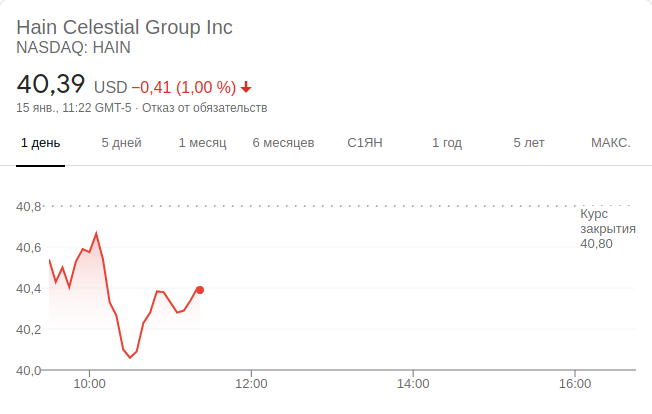 Hain Celestial Group Inc
NASDAQ: HAIN
40,39 USD −0,41 (1,00 %)
15 янв., 11:22 GMT-5 · Отказ от обязательств
1 день 5 дней 1 месяц 6 месяцев С1ЯН 1 год 5 лет МАКС.
40,8
Курс
закрытия
40,80
40,6
40,4
40,2
40,0
10:00 12:00 14:00 16:00